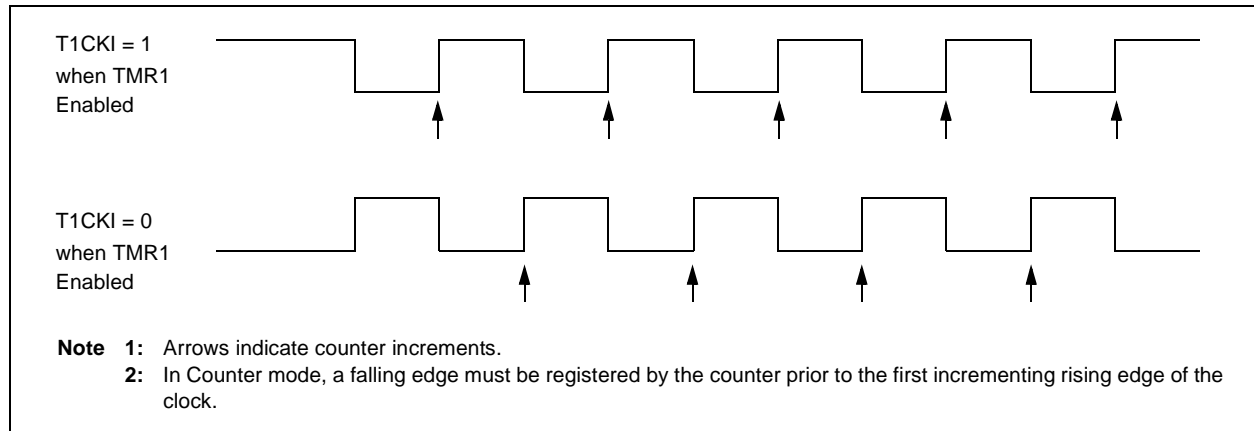 T1CKI = 1
when TMR1
Enabled
T1CKI = 0
when TMR1
Enabled
Note 1: Arrows indicate counter increments.
2: In Counter mode, a falling edge must be registered by the counter prior to the first incrementing rising edge of the
clock.